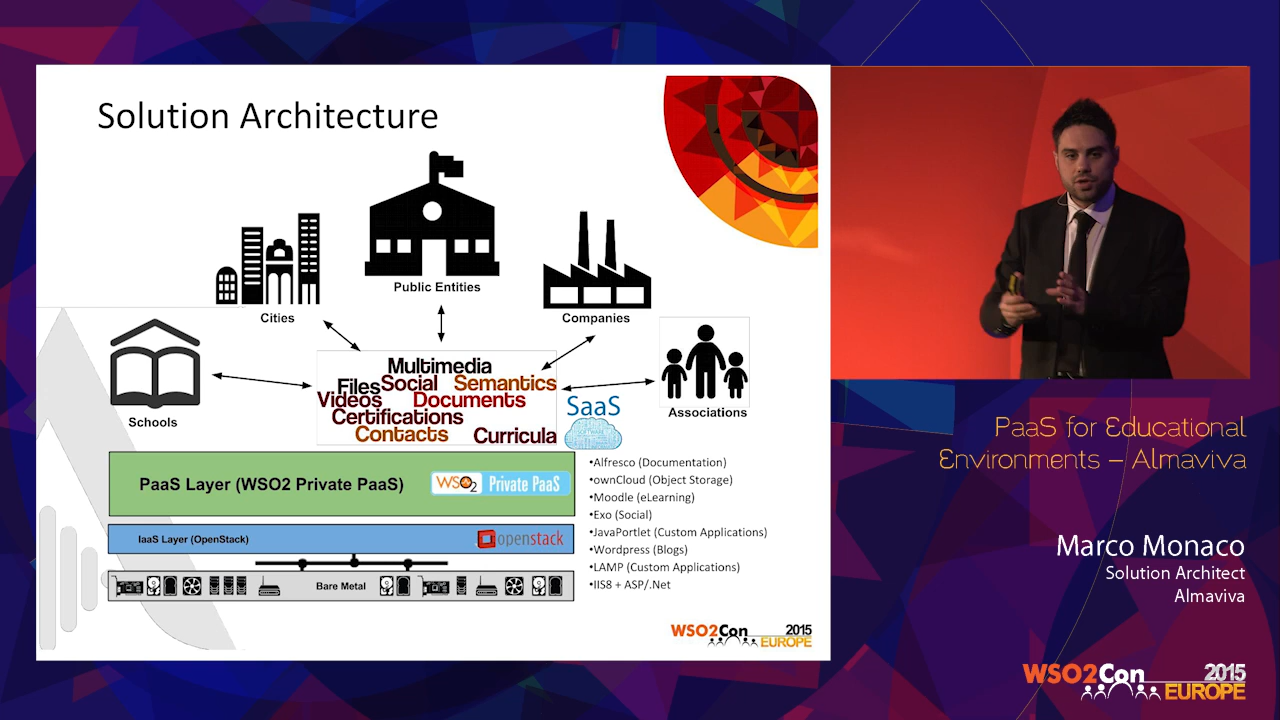 Solution Architecture
Public Entities
Cities
Companies
Schools
Associations
Multimedia
Files Social Semantics
Videos Documents
Certifications
Contacts Curricula
SaaS
PaaS Layer (WSO2 Private PaaS)
WSO2 Private PaaS
IaaS Layer (OpenStack)
openstack
Bare Metal
•Alfresco (Documentation)
•ownCloud (Object Storage)
•Moodle (eLearning)
•Exo (Social)
•JavaPortlet (Custom Applications)
•Wordpress (Blogs)
•LAMP (Custom Applications)
•IIS8 + ASP/.Net
WSO2Con 2015
EUROPE
PaaS for Educational
Environments – Almaviva
Marco Monaco
Solution Architect
Almaviva
WSO2Con 2015
EUROPE